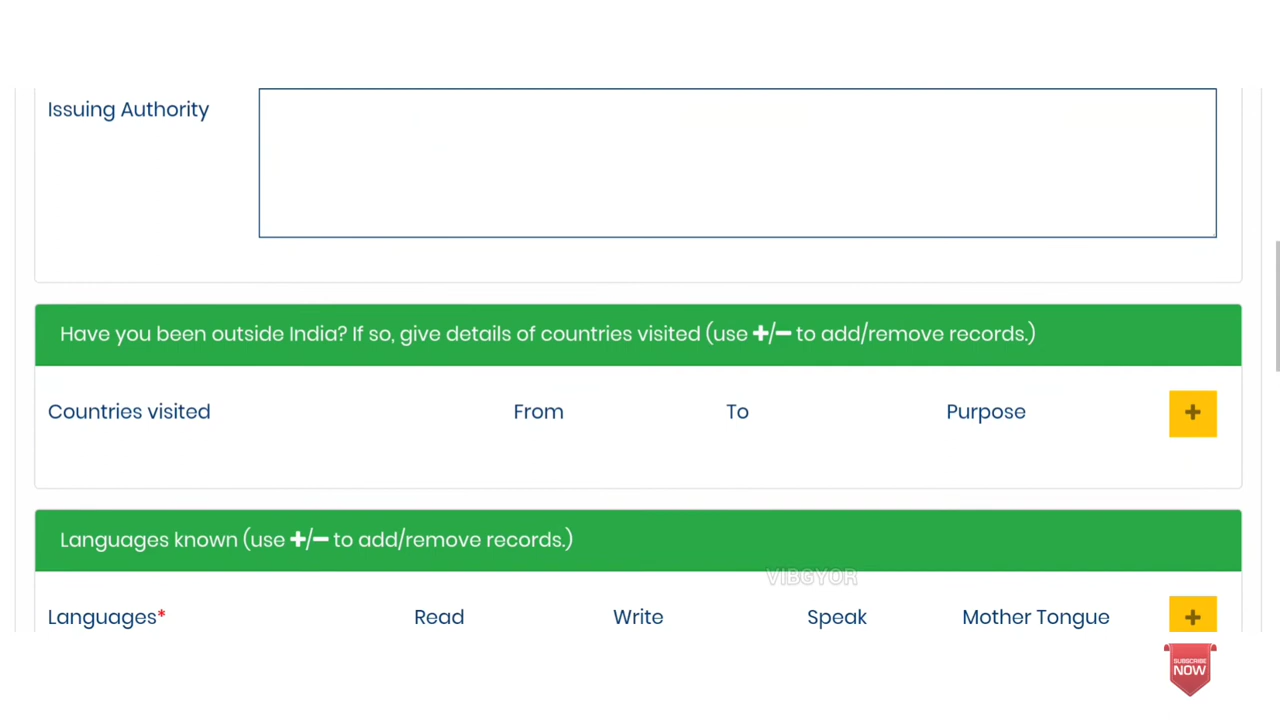 Issuing Authority
Have you been outside India? If so, give details of countries visited (use +/− to add/remove records.)
Countries visited From To Purpose +
Languages known (use +/− to add/remove records.)
VIBGYOR
Languages* Read Write Speak Mother Tongue +
SUBSCRIBE
NOW